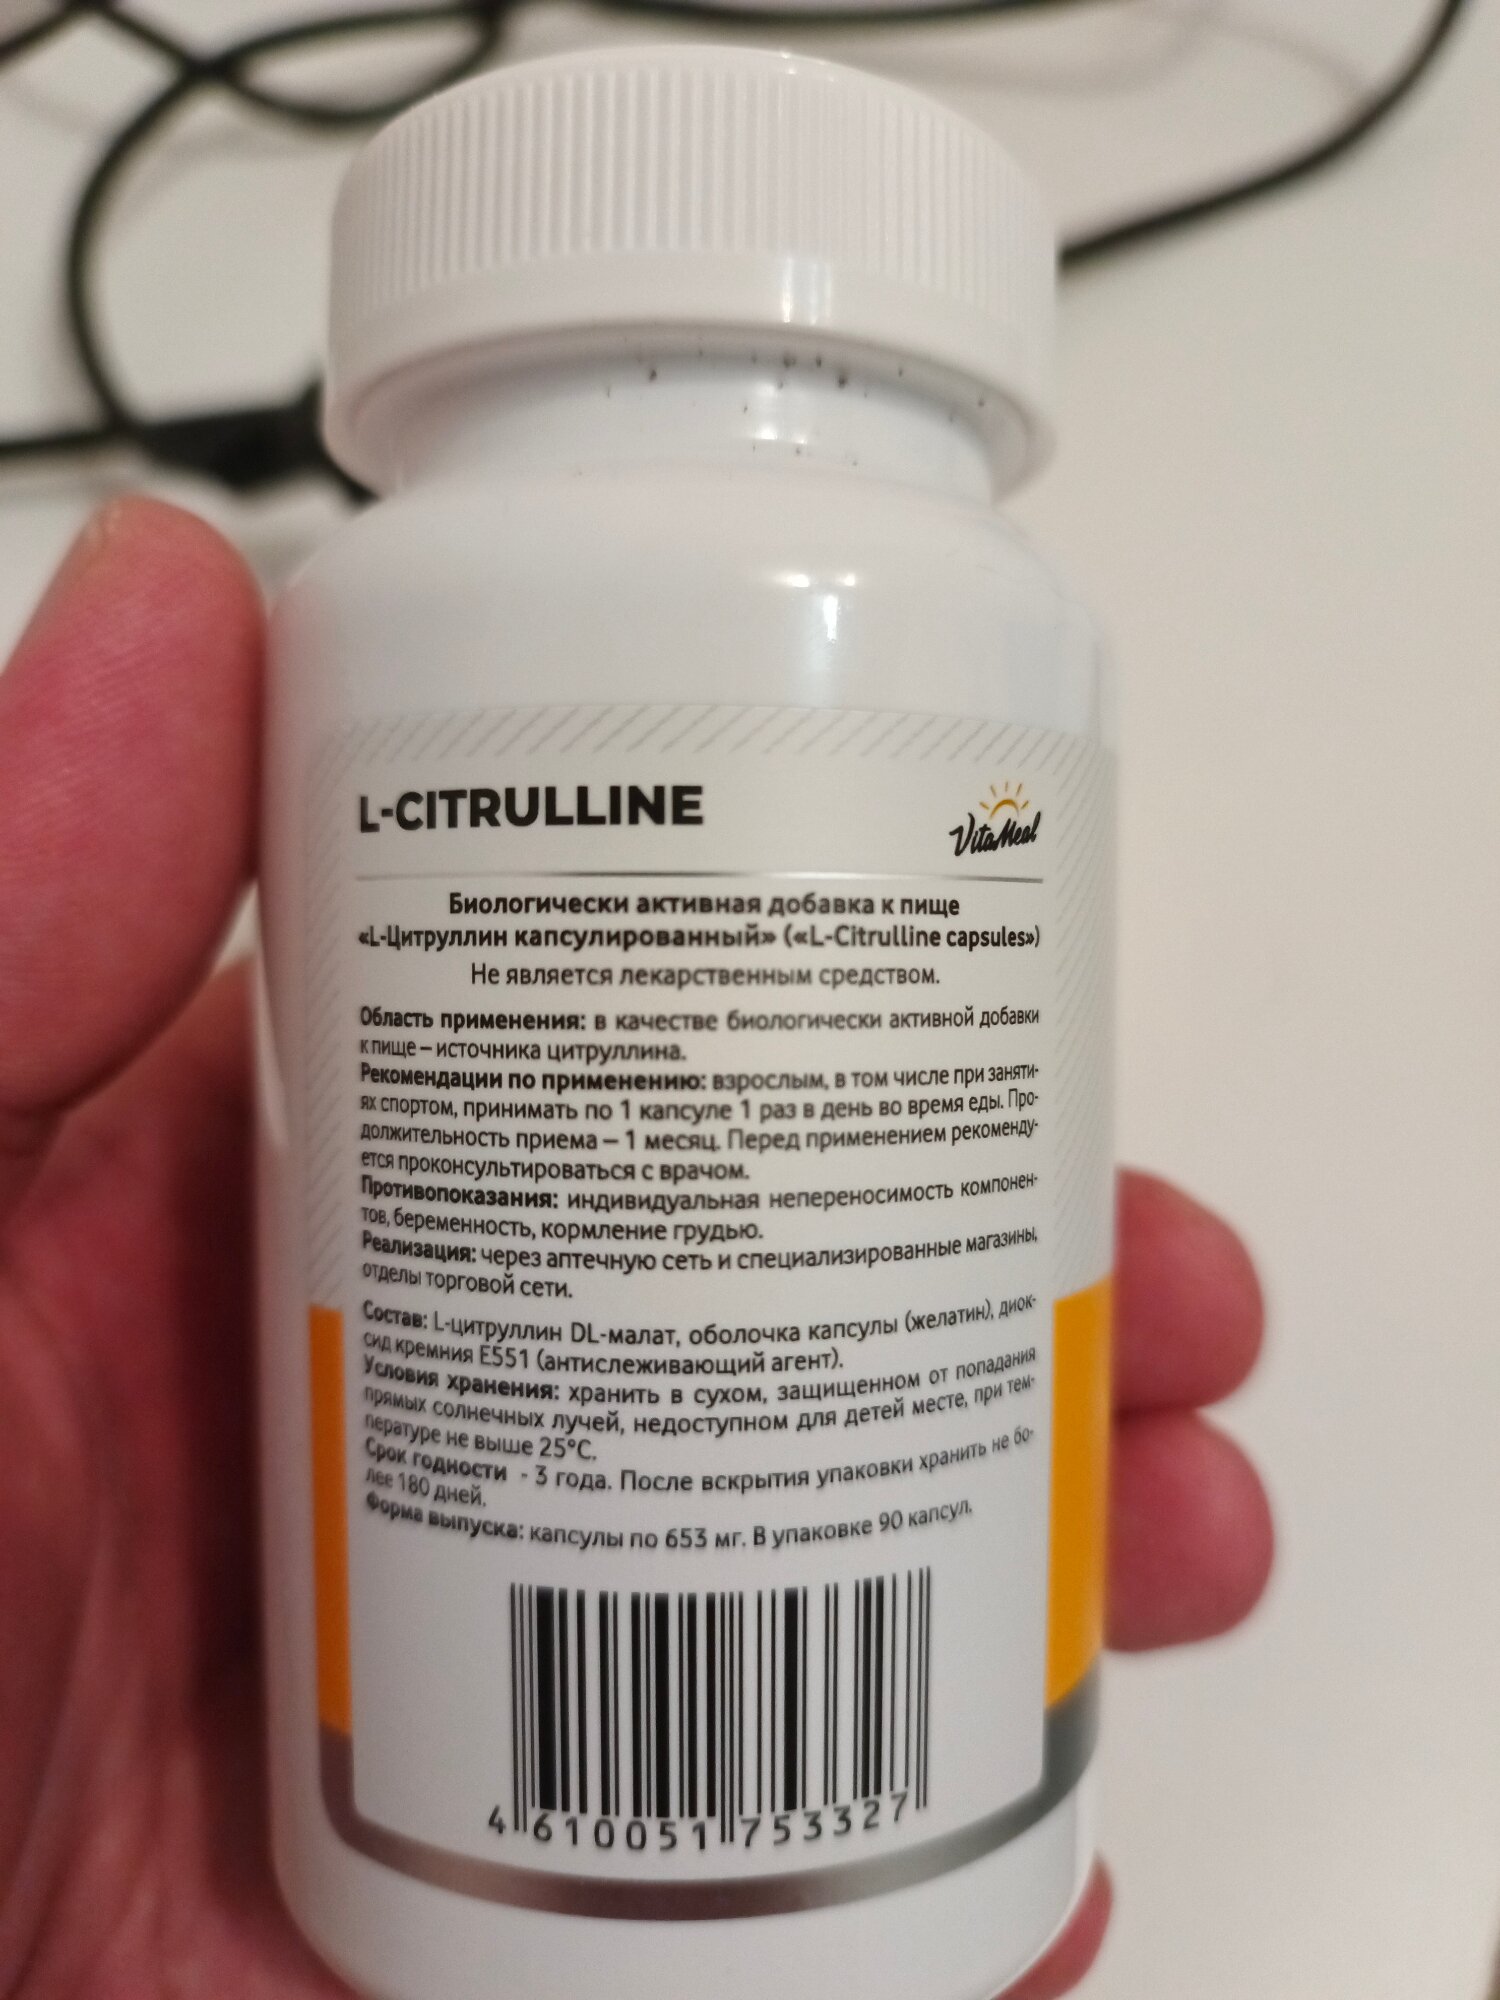 L-CITRULLINE
VitaMeal
Биологически активная добавка к пище
«L-Цитруллин капсулированный» («L-Citrulline capsules»)
Не является лекарственным средством.
Область применения: в качестве биологически активной добавки
к пище – источника цитруллина.
Рекомендации по применению: взрослым, в том числе при заняти-
ях спортом, принимать по 1 капсуле 1 раз в день во время еды. Про-
должительность приема – 1 месяц. Перед применением рекоменду-
ется проконсультироваться с врачом.
Противопоказания: индивидуальная непереносимость компонен-
тов, беременность, кормление грудью.
Реализация: через аптечную сеть и специализированные магазины,
отделы торговой сети.
Состав: L-цитруллин DL-малат, оболочка капсулы (желатин), диок-
сид кремния Е551 (антислеживающий агент).
Условия хранения: хранить в сухом, защищенном от попадания
прямых солнечных лучей, недоступном для детей месте, при тем-
пературе не выше 25°С.
Срок годности - 3 года. После вскрытия упаковки хранить не бо-
лее 180 дней.
Форма выпуска: капсулы по 653 мг. В упаковке 90 капсул.
4 610051 753327